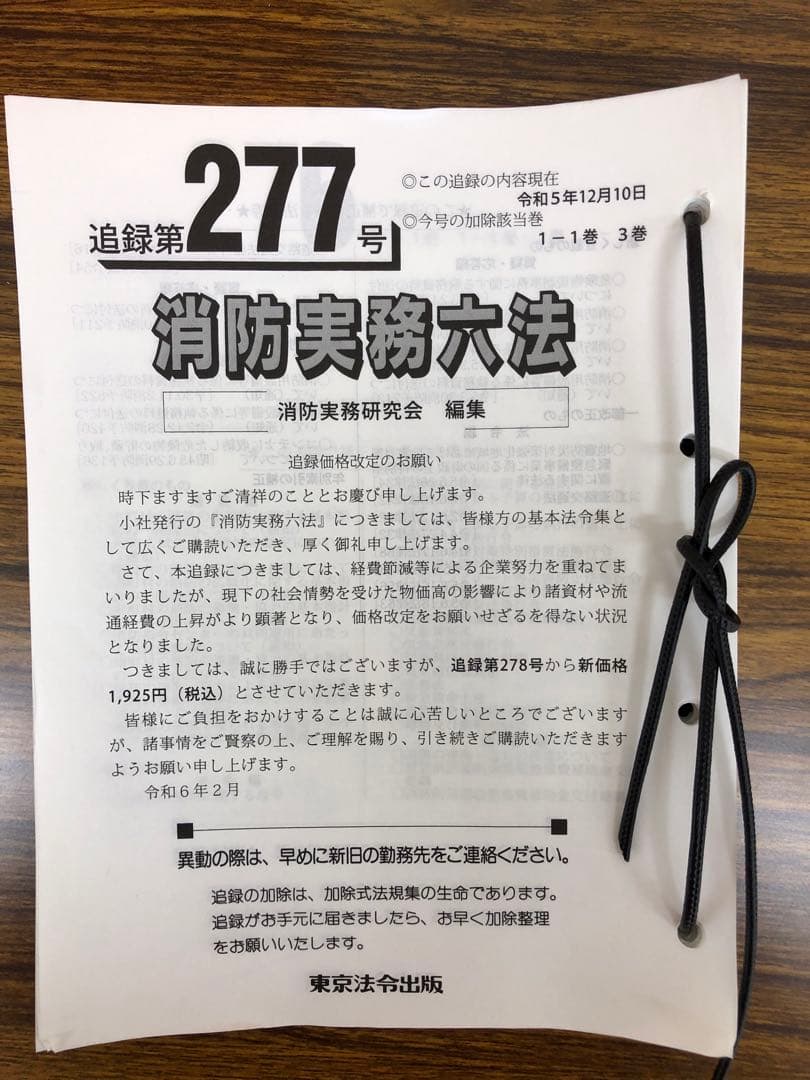 追録第277号
◎この追録の内容現在
令和5年12月10日
◎今号の加除該当巻
1－1巻 3巻
消防実務六法
消防実務研究会 編集
追録価格改定のお願い
時下ますますご清祥のこととお慶び申し上げます。
小社発行の『消防実務六法』につきましては、皆様方の基本法令集と
して広くご購読いただき、厚く御礼申し上げます。
さて、本追録につきましては、経費節減等による企業努力を重ねてま
いりましたが、現下の社会情勢を受けた物価高の影響により諸資材や流
通経費の上昇がより顕著となり、価格改定をお願いせざるを得ない状況
となりました。
つきましては、誠に勝手ではございますが、追録第278号から新価格
1,925円（税込）とさせていただきます。
皆様にご負担をおかけすることは誠に心苦しいところでございます
が、諸事情をご賢察の上、ご理解を賜り、引き続きご購読いただきます
ようお願い申し上げます。
令和6年2月
異動の際は、早めに新旧の勤務先をご連絡ください。
追録の加除は、加除式法規集の生命であります。
追録がお手元に届きましたら、お早く加除整理
をお願いいたします。
東京法令出版